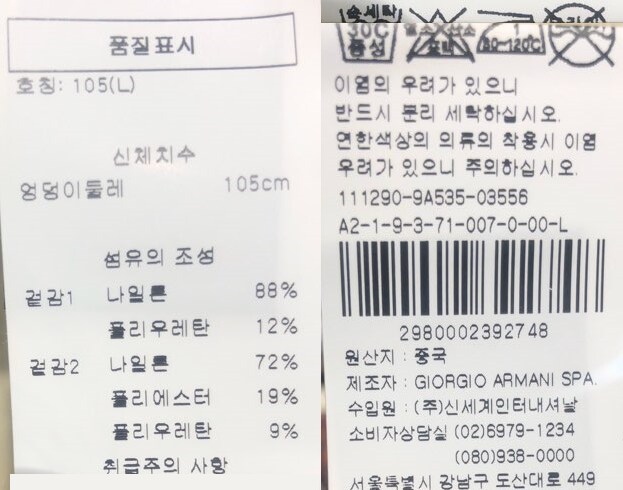 품질표시
호칭: 105(L)
신체치수
엉덩이둘레 105cm
섬유의 조성
겉감1 나일론 88%
폴리우레탄 12%
겉감2 나일론 72%
폴리에스터 19%
폴리우레탄 9%
취급주의 사항
손세탁
30℃
중성
80~120℃
이염의 우려가 있으니
반드시 분리 세탁하십시오.
연한색상의 의류의 착용시 이염
우려가 있으니 주의하십시오.
111290-9A535-03556
A2-1-9-3-71-007-0-00-L
2980002392748
원산지 : 중국
제조자 : GIORGIO ARMANI SPA.
수입원 : (주)신세계인터내셔날
소비자상담실 (02)6979-1234
(080)938-0000
서울특별시 강남구 도산대로 449